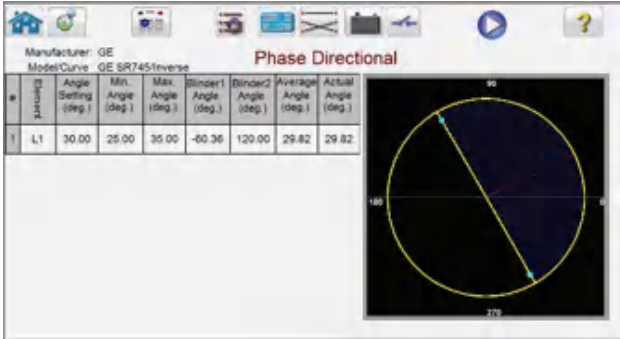 ?
Manufacturer: GE
Phase Directional
Model/Curve GE SR745/Inverse
# Element Angle Setting (deg.) Min. Angle (deg.) Max. Angle (deg.) Blinder1 Angle (deg.) Blinder2 Angle (deg.) Average Angle (deg.) Actual Angle (deg.)
1 L1 30.00 25.00 35.00 -60.36 120.00 29.82 29.82
90
180 0
270